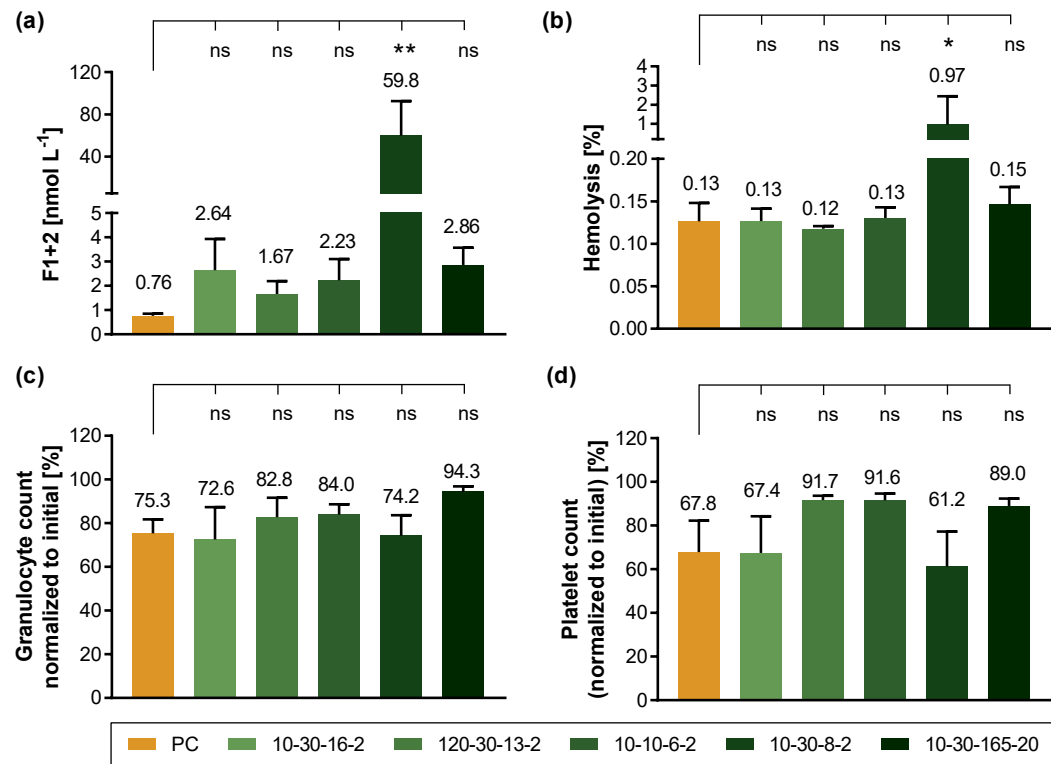 (a)
ns ns ns ** ns
F1+2 [nmol L-1]
120
80
40
5
4
3
2
1
0
0.76 2.64 1.67 2.23 59.8 2.86
(b)
ns ns ns * ns
Hemolysis [%]
4
3
2
1
0.20
0.15
0.10
0.05
0.00
0.13 0.13 0.12 0.13 0.97 0.15
(c)
ns ns ns ns ns
Granulocyte count
normalized to initial [%]
120
100
80
60
40
20
0
75.3 72.6 82.8 84.0 74.2 94.3
(d)
ns ns ns ns ns
Platelet count
(normalized to initial) [%]
120
100
80
60
40
20
0
67.8 67.4 91.7 91.6 61.2 89.0
PC 10-30-16-2 120-30-13-2 10-10-6-2 10-30-8-2 10-30-165-20